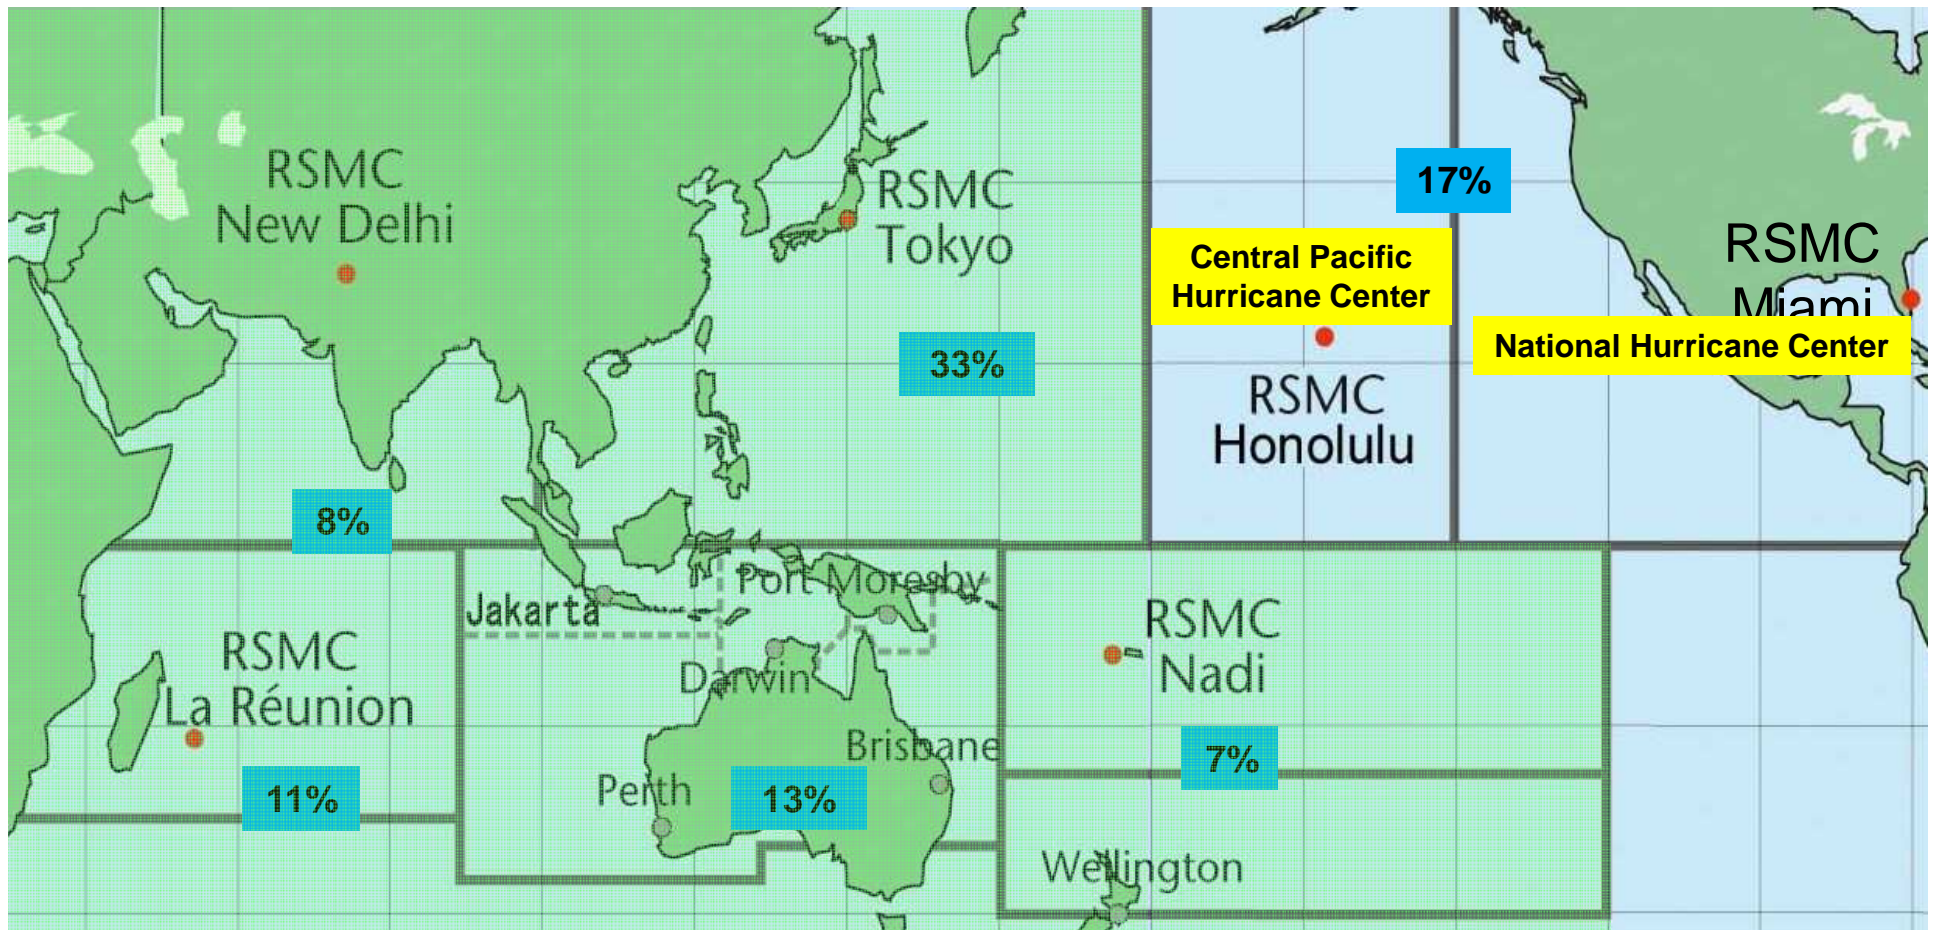 RSMC
New Delhi
RSMC
Tokyo
17%
Central Pacific
Hurricane Center
RSMC
Miami
National Hurricane Center
33%
RSMC
Honolulu
8%
Port Moresby
Jakarta
RSMC
La Réunion
Darwin
RSMC
Nadi
Brisbane
7%
11%
Perth
13%
Wellington